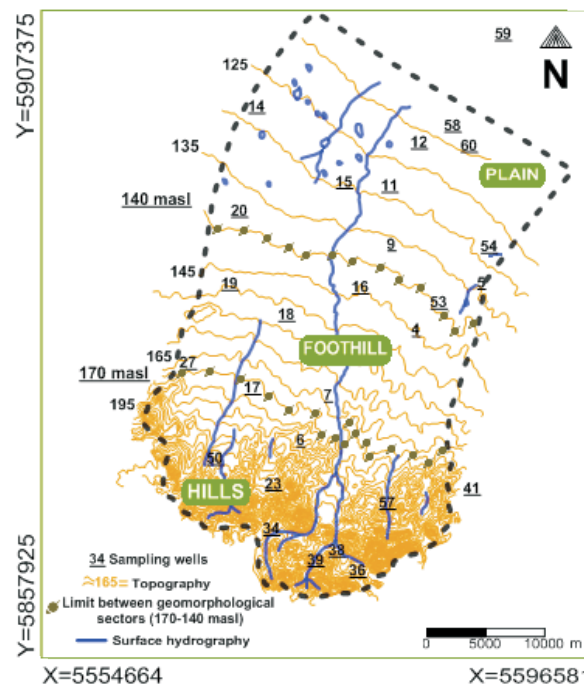 Y=5907375
59
N
125
14
58
12
60
135
PLAIN
15
11
140 masl
20
9
54
145
19
16
5
53
18
4
FOOTHILL
165
27
170 masl
17
7
195
6
50
23
HILLS
41
57
34
38
39
36
34 Sampling wells
≈165= Topography
Limit between geomorphological
sectors (170-140 masl)
Surface hydrography
0 5000 10000 m
Y=5857925
X=5554664
X=5596581